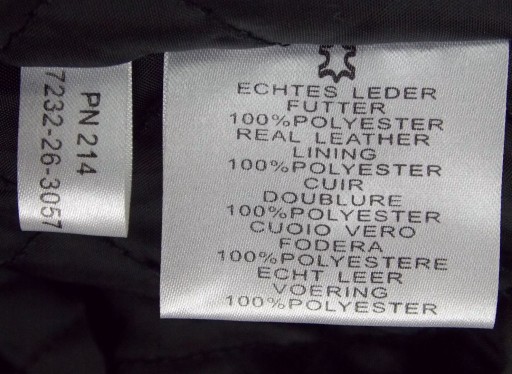 PN 214
7232-26-3057
ECHTES LEDER
FUTTER
100%POLYESTER
REAL LEATHER
LINING
100%POLYESTER
CUIR
DOUBLURE
100%POLYESTER
CUOIO VERO
FODERA
100%POLYESTERE
ECHT LEER
VOERING
100%POLYESTER